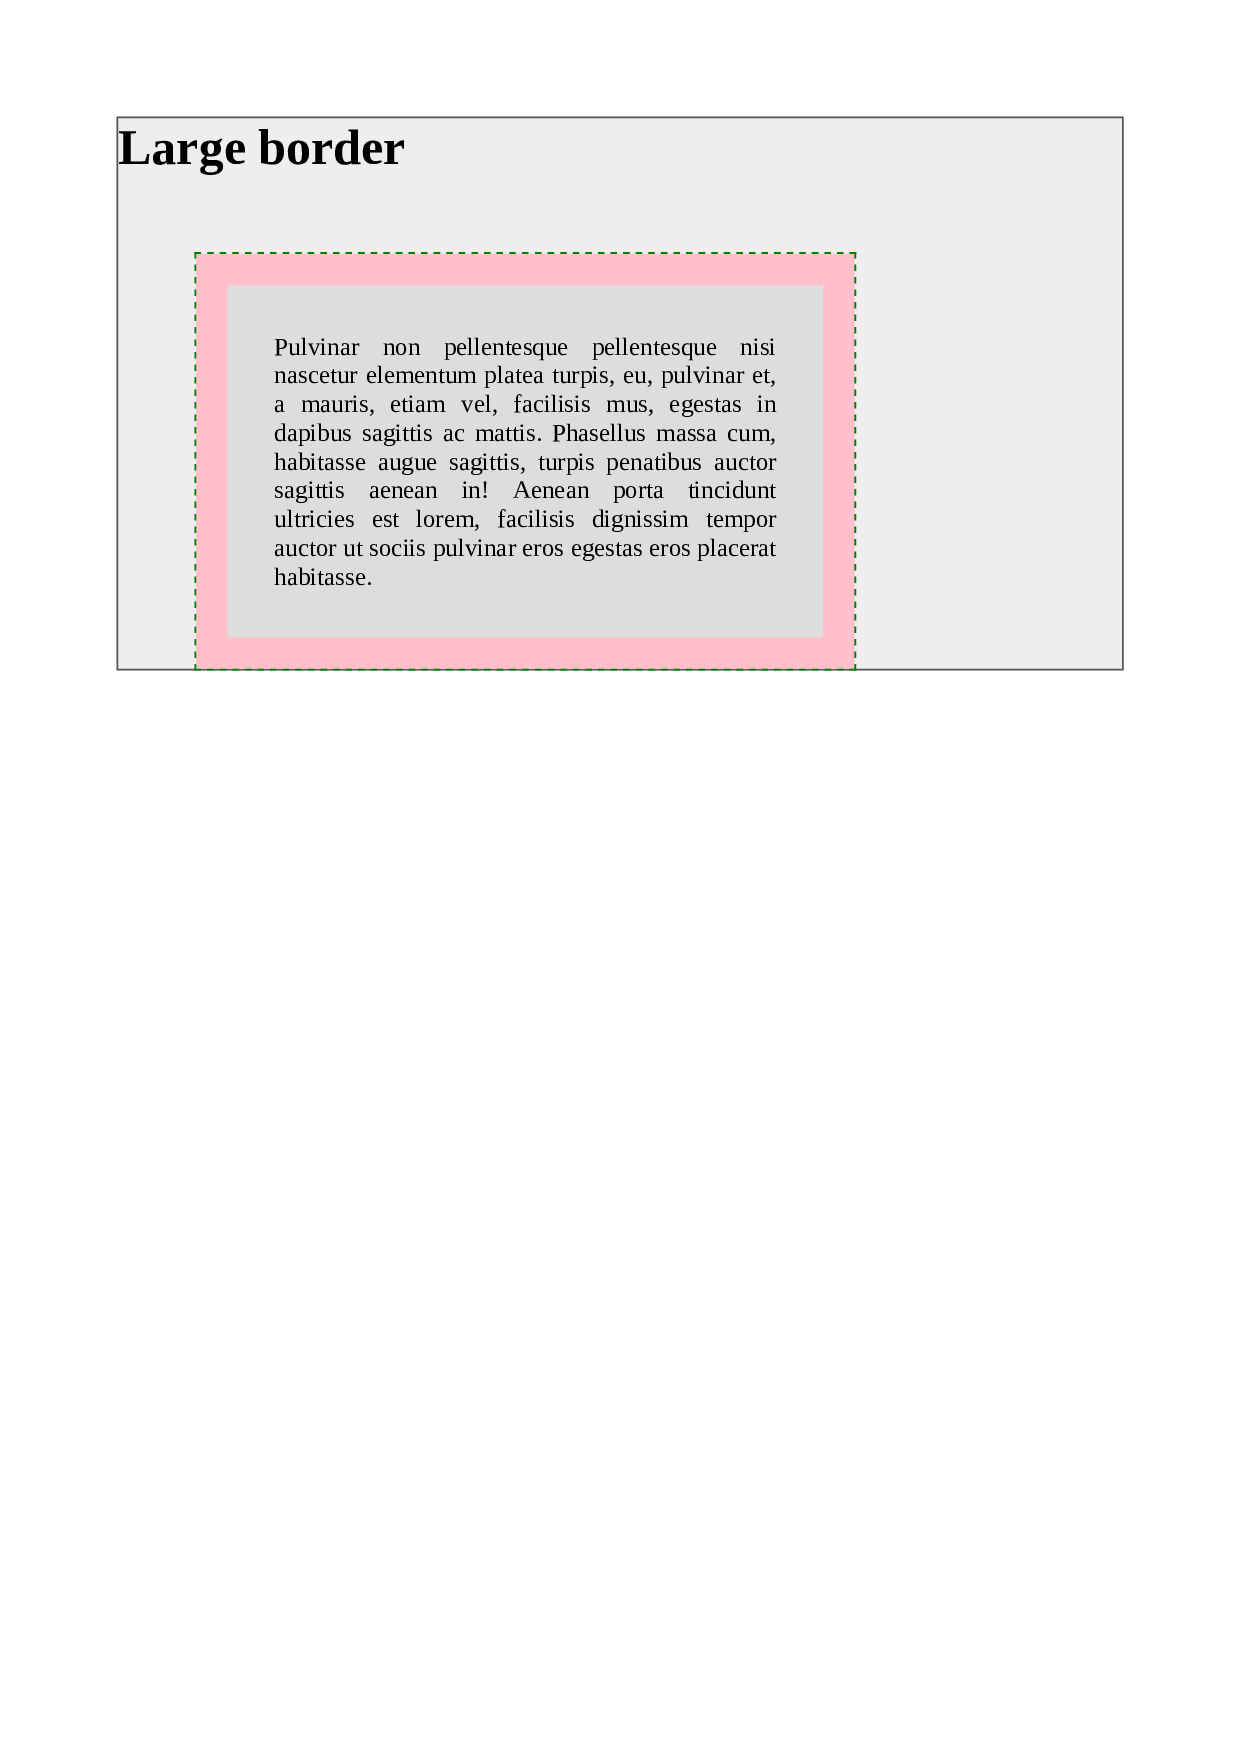 Large border
Pulvinar non pellentesque pellentesque nisi
nascetur elementum platea turpis, eu, pulvinar et,
a mauris, etiam vel, facilisis mus, egestas in
dapibus sagittis ac mattis. Phasellus massa cum,
habitasse augue sagittis, turpis penatibus auctor
sagittis aenean in! Aenean porta tincidunt
ultricies est lorem, facilisis dignissim tempor
auctor ut sociis pulvinar eros egestas eros placerat
habitasse.